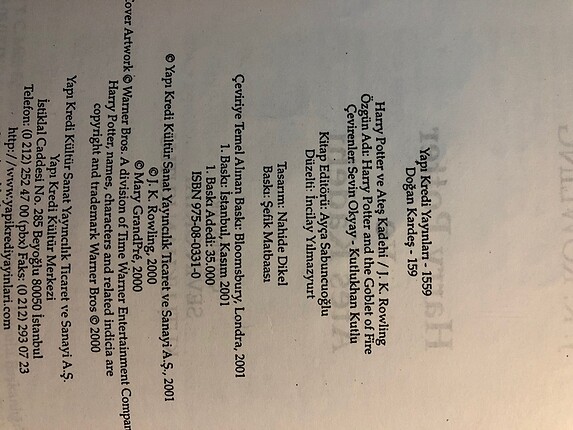 Yapı Kredi Yayınları - 1559
Doğan Kardeş - 159
Harry Potter ve Ateş Kadehi / J. K. Rowling
Özgün Adı: Harry Potter and the Goblet of Fire
Çevirenler: Sevin Okyay - Kutlukhan Kutlu
Kitap Editörü: Ayça Sabuncuoğlu
Düzelti: İncilay Yılmazyurt
Tasarım: Nahide Dikel
Baskı: Şefik Matbaası
Çeviriye Temel Alınan Baskı: Bloomsbury, Londra, 2001
1. Baskı: İstanbul, Kasım 2001
1. Baskı Adedi: 35.000
ISBN 975-08-0331-0
© Yapı Kredi Kültür Sanat Yayıncılık Ticaret ve Sanayi A.Ş., 2001
© J. K. Rowling, 2000
© Mary GrandPré, 2000
Cover Artwork © Warner Bros. A division of Time Warner Entertainment Compan
Harry Potter, names, characters and related indicia are
copyright and trademark Warner Bros © 2000
Yapı Kredi Kültür Sanat Yayıncılık Ticaret ve Sanayi A.Ş.
Yapı Kredi Kültür Merkezi
İstiklal Caddesi No. 285 Beyoğlu 80050 İstanbul
Telefon: (0 212) 252 47 00 (pbx) Faks: (0 212) 293 07 23
http://www.yapikrediyayinlari.com